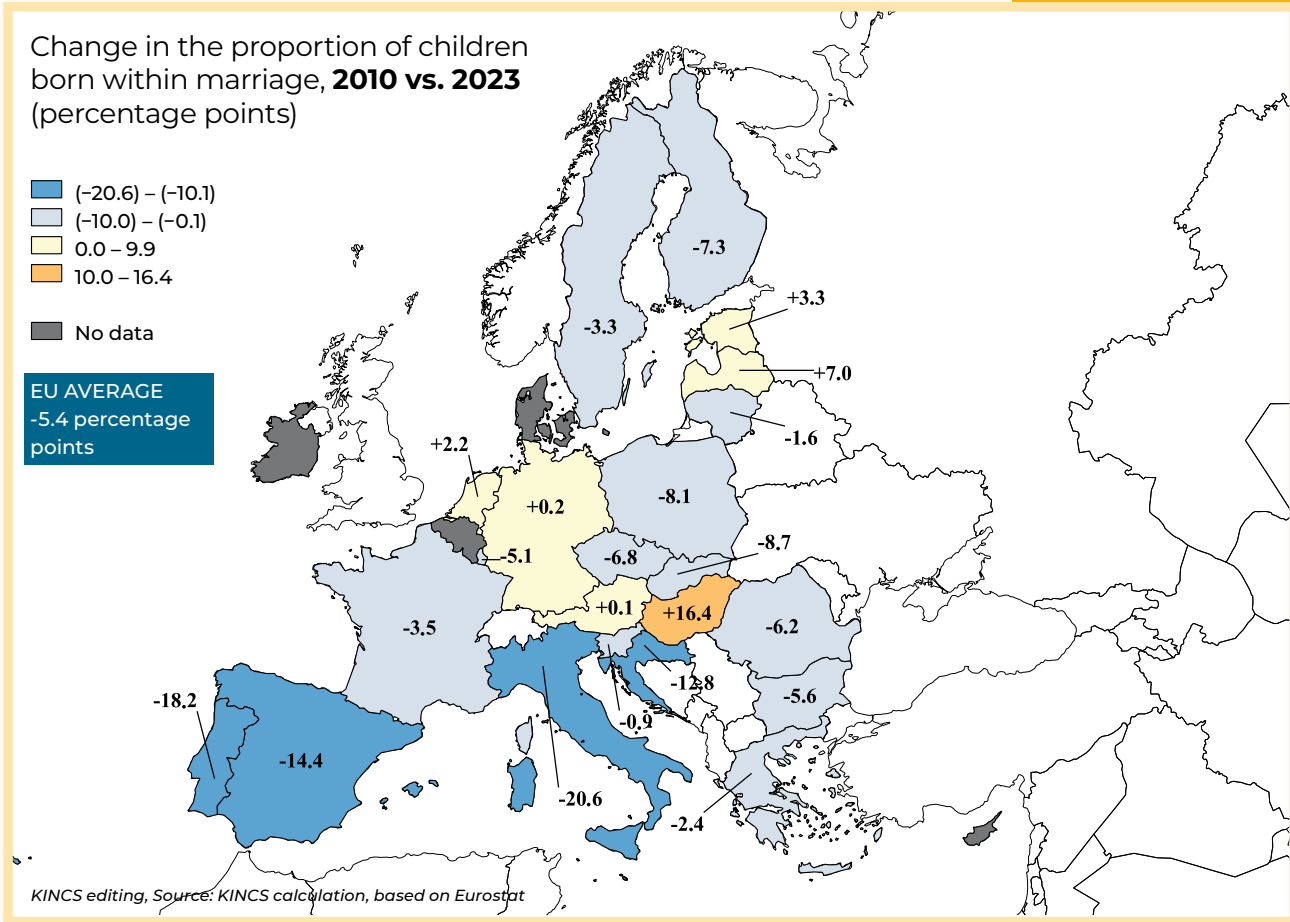 Change in the proportion of children
born within marriage, 2010 vs. 2023
(percentage points)
(−20.6) – (−10.1)
(−10.0) – (−0.1)
0.0 – 9.9
10.0 – 16.4
No data
EU AVERAGE
-5.4 percentage
points
-7.3
+3.3
-3.3
+7.0
-1.6
+2.2
-8.1
+0.2
-8.7
-5.1
-6.8
+0.1
+16.4
-3.5
-6.2
-12.8
-5.6
-18.2
-0.9
-14.4
-20.6
-2.4
KINCS editing, Source: KINCS calculation, based on Eurostat